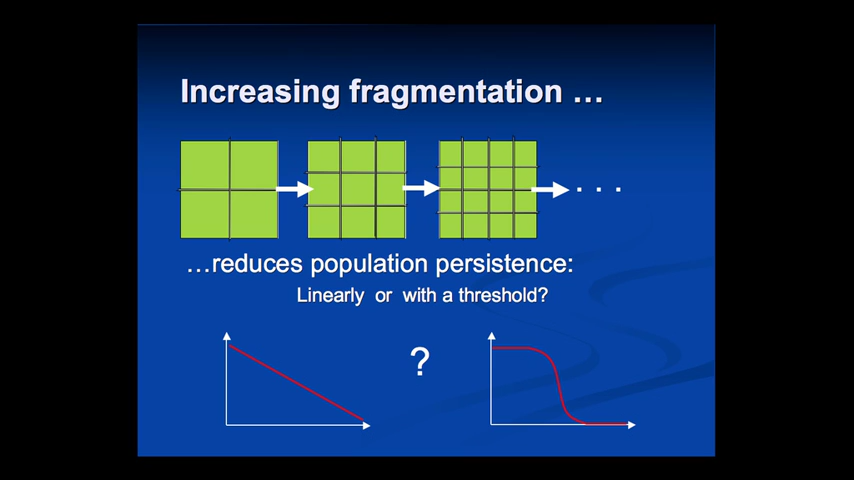 Increasing fragmentation …
. . .
…reduces population persistence:
Linearly or with a threshold?
?